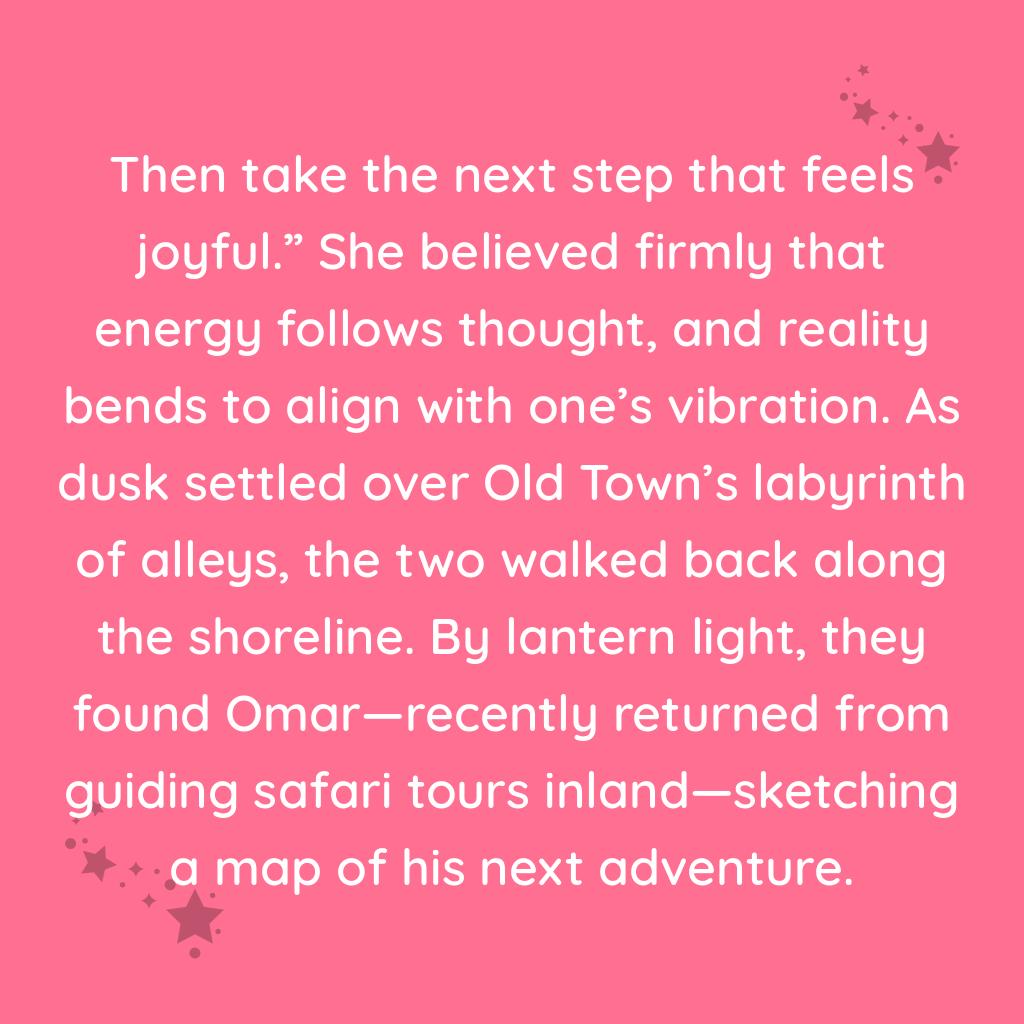 Then take the next step that feels
joyful.” She believed firmly that
energy follows thought, and reality
bends to align with one’s vibration. As
dusk settled over Old Town’s labyrinth
of alleys, the two walked back along
the shoreline. By lantern light, they
found Omar—recently returned from
guiding safari tours inland—sketching
a map of his next adventure.